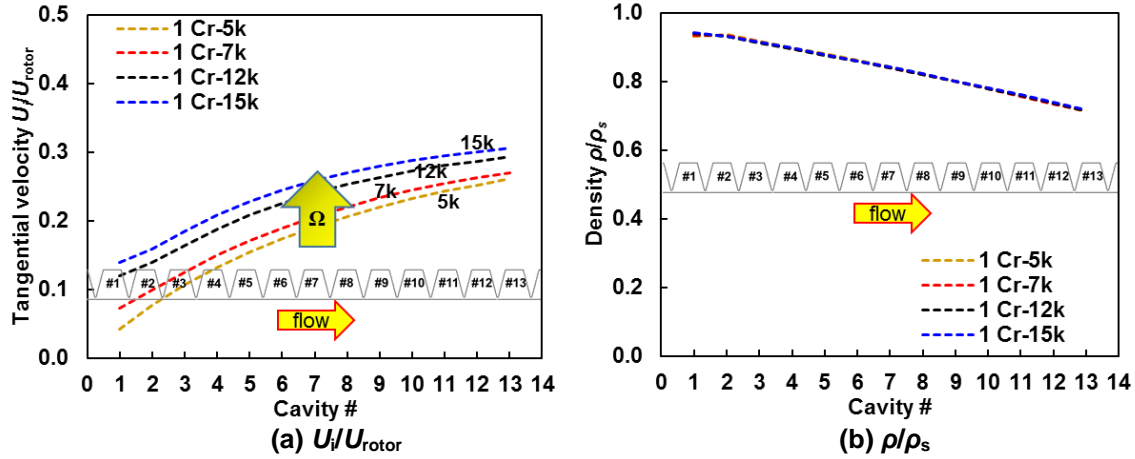 Tangential velocity Ui/Urotor
0.5
0.4
0.3
0.2
0.1
0.0
1 Cr-5k
1 Cr-7k
1 Cr-12k
1 Cr-15k
15k
12k
7k
5k
Ω
#1 #2 #3 #4 #5 #6 #7 #8 #9 #10 #11 #12 #13
flow
0 1 2 3 4 5 6 7 8 9 10 11 12 13 14
Cavity #
(a) Ui/Urotor
Density ρ/ρs
1.0
0.8
0.6
0.4
0.2
0.0
#1 #2 #3 #4 #5 #6 #7 #8 #9 #10 #11 #12 #13
flow
1 Cr-5k
1 Cr-7k
1 Cr-12k
1 Cr-15k
0 1 2 3 4 5 6 7 8 9 10 11 12 13 14
Cavity #
(b) ρ/ρs